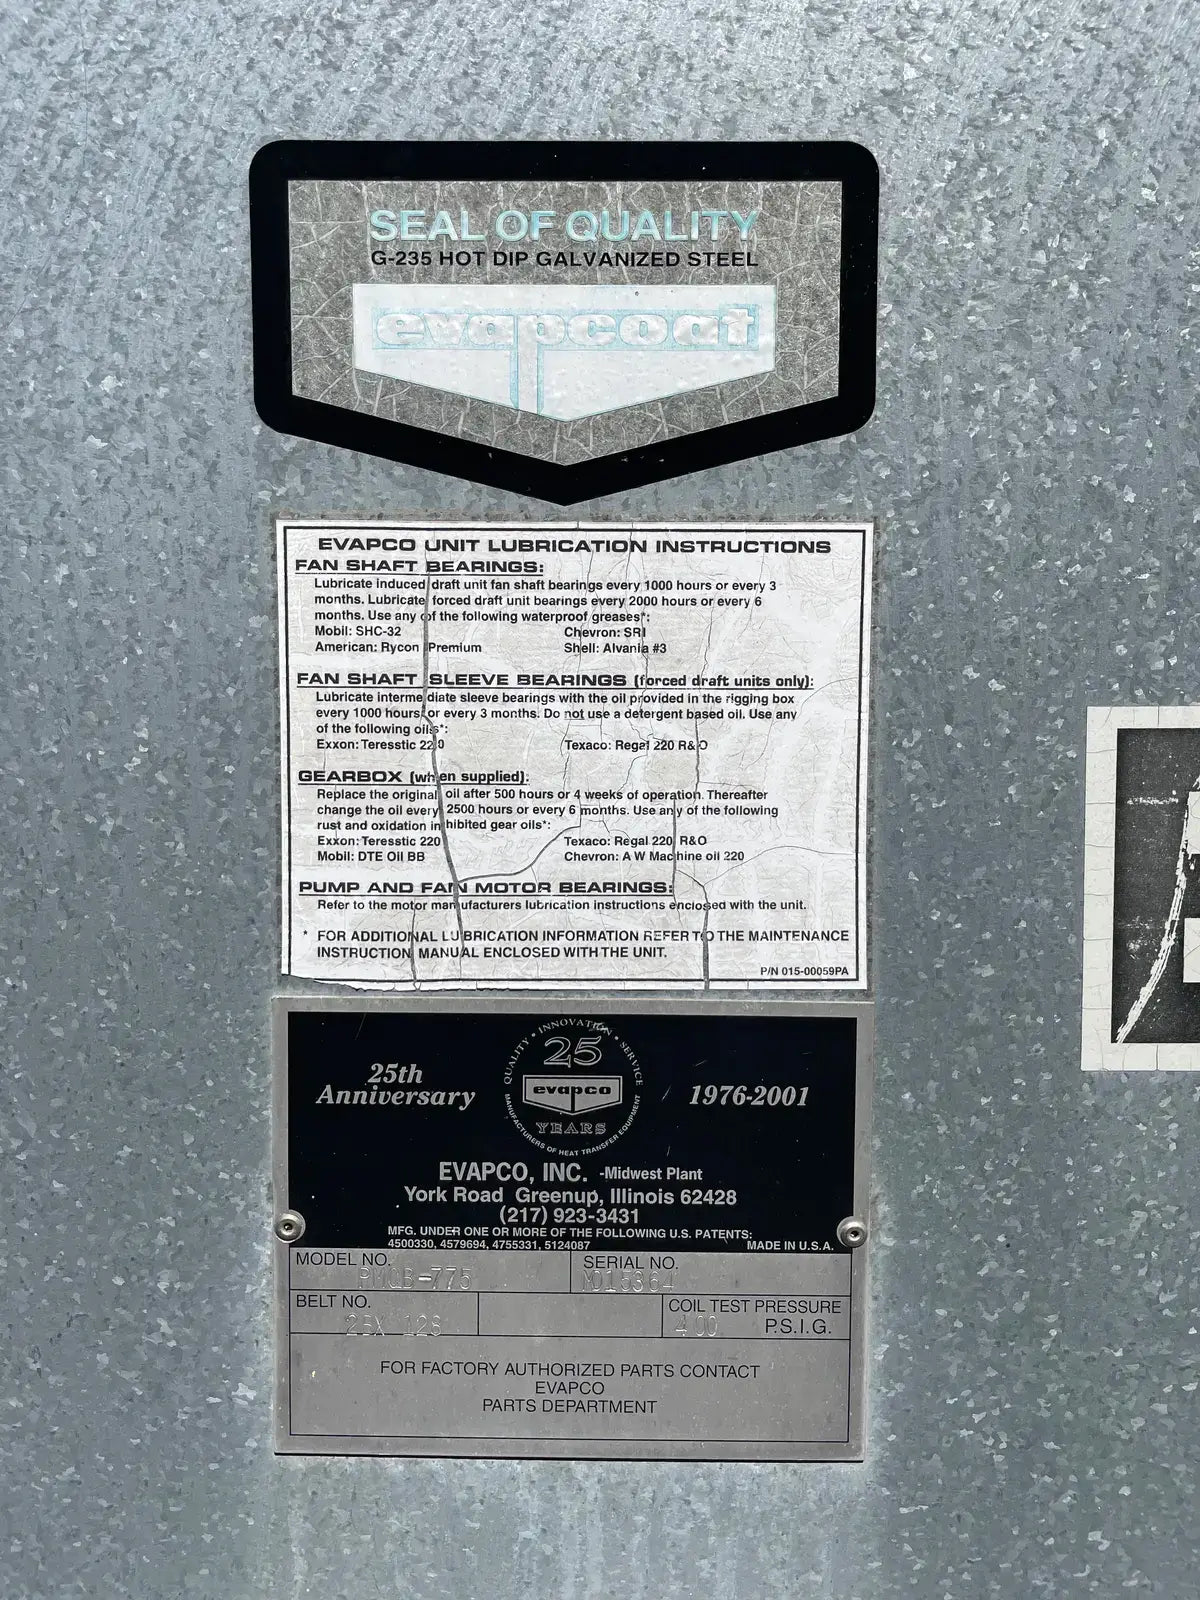 SEAL OF QUALITY
G-235 HOT DIP GALVANIZED STEEL
evapcoat
EVAPCO UNIT LUBRICATION INSTRUCTIONS
FAN SHAFT BEARINGS:
Lubricate induced draft unit fan shaft bearings every 1000 hours or every 3
months. Lubricate forced draft unit bearings every 2000 hours or every 6
months. Use any of the following waterproof greases*:
Mobil: SHC-32 Chevron: SRI
American: Rycon Premium Shell: Alvania #3
FAN SHAFT SLEEVE BEARINGS (forced draft units only):
Lubricate intermediate sleeve bearings with the oil provided in the rigging box
every 1000 hours or every 3 months. Do not use a detergent based oil. Use any
of the following oils*:
Exxon: Teresstic 220 Texaco: Regal 220 R&O
GEARBOX (when supplied):
Replace the original oil after 500 hours or 4 weeks of operation. Thereafter
change the oil every 2500 hours or every 6 months. Use any of the following
rust and oxidation inhibited gear oils*:
Exxon: Teresstic 220 Texaco: Regal 220 R&O
Mobil: DTE Oil BB Chevron: A W Machine oil 220
PUMP AND FAN MOTOR BEARINGS:
Refer to the motor manufacturers lubrication instructions enclosed with the unit.
* FOR ADDITIONAL LUBRICATION INFORMATION REFER TO THE MAINTENANCE
INSTRUCTION MANUAL ENCLOSED WITH THE UNIT.
P/N 015-00059PA
QUALITY • INNOVATION • SERVICE
25
evapco
YEARS
MANUFACTURERS OF HEAT TRANSFER EQUIPMENT
25th
Anniversary
1976-2001
EVAPCO, INC. -Midwest Plant
York Road Greenup, Illinois 62428
(217) 923-3431
MFG. UNDER ONE OR MORE OF THE FOLLOWING U.S. PATENTS:
4500330, 4579694, 4755331, 5124087 MADE IN U.S.A.
MODEL NO. SERIAL NO.
PMCB-775 M015364
BELT NO. COIL TEST PRESSURE
2BX 128 400 P.S.I.G.
FOR FACTORY AUTHORIZED PARTS CONTACT
EVAPCO
PARTS DEPARTMENT